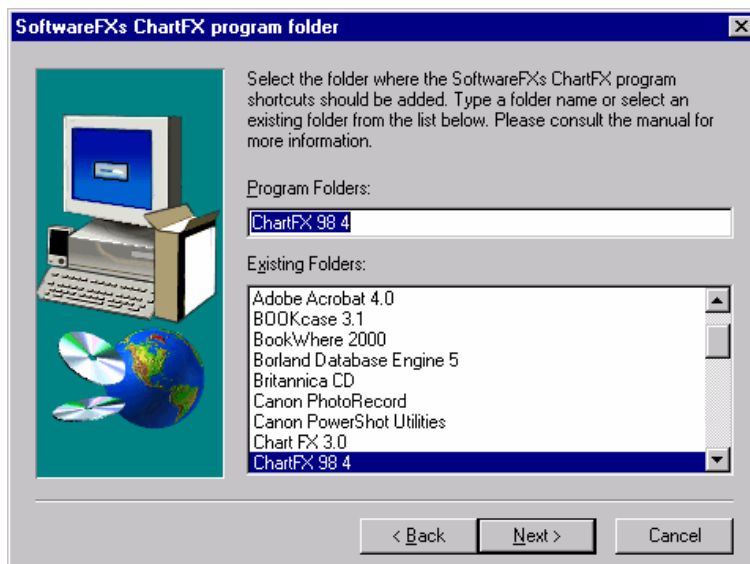 SoftwareFXs ChartFX program folder
Select the folder where the SoftwareFXs ChartFX program
shortcuts should be added. Type a folder name or select an
existing folder from the list below. Please consult the manual for
more information.
Program Folders:
ChartFX 98 4
Existing Folders:
Adobe Acrobat 4.0
BOOKcase 3.1
BookWhere 2000
Borland Database Engine 5
Britannica CD
Canon PhotoRecord
Canon PowerShot Utilities
Chart FX 3.0
ChartFX 98 4
< Back
Next >
Cancel